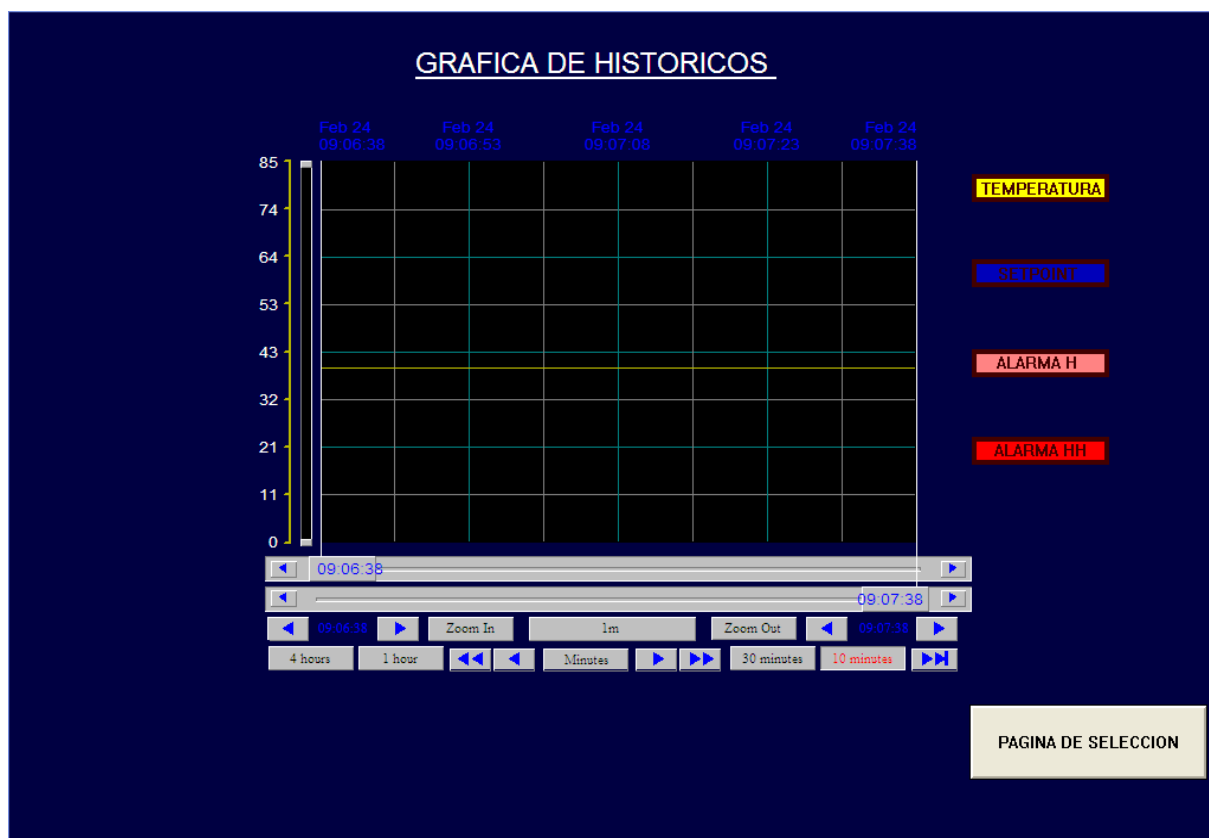 GRAFICA DE HISTORICOS
Feb 24 Feb 24 Feb 24 Feb 24 Feb 24
09:06:38 09:06:53 09:07:08 09:07:23 09:07:38
85
74
64
53
43
32
21
11
0
TEMPERATURA
SETPOINT
ALARMA H
ALARMA HH
09:06:38
09:07:38
09:06:38 Zoom In 1m Zoom Out 09:07:38
4 hours 1 hour Minutes 30 minutes 10 minutes
PAGINA DE SELECCION